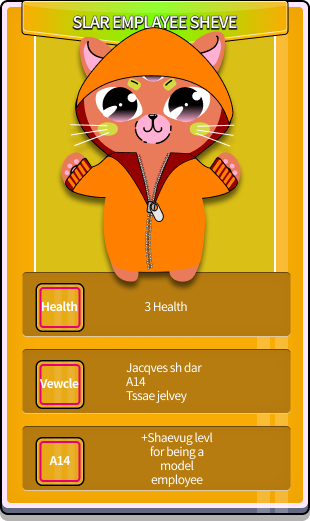 SLAR EMPLOYEE SHEVE
Health
3 Health
Vewcle
Jacqves sh dar
A14
Tssae jelvey
A14
+Shaevug levl
for being a
model
employee